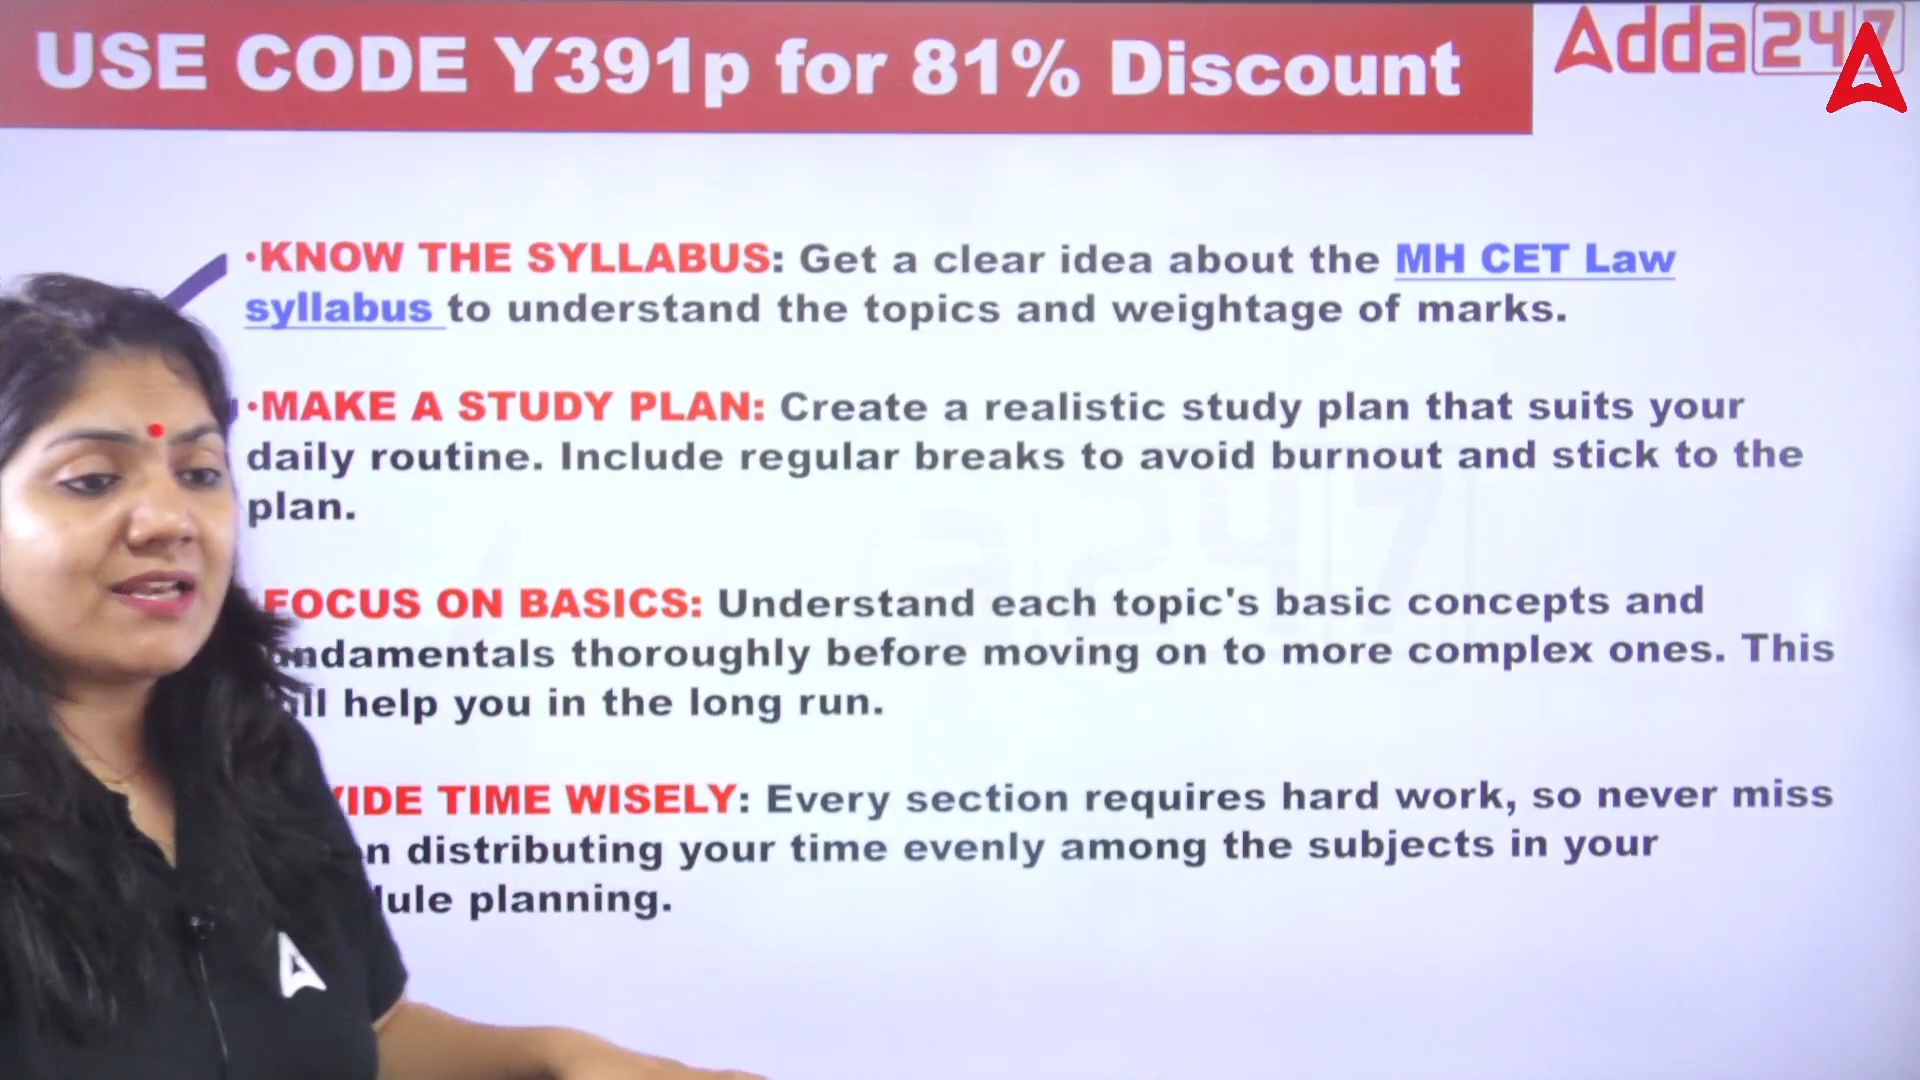 USE CODE Y391p for 81% Discount
Adda247
•KNOW THE SYLLABUS: Get a clear idea about the MH CET Law
syllabus to understand the topics and weightage of marks.
•MAKE A STUDY PLAN: Create a realistic study plan that suits your
daily routine. Include regular breaks to avoid burnout and stick to the
plan.
FOCUS ON BASICS: Understand each topic's basic concepts and
ndamentals thoroughly before moving on to more complex ones. This
ll help you in the long run.
VIDE TIME WISELY: Every section requires hard work, so never miss
n distributing your time evenly among the subjects in your
ule planning.